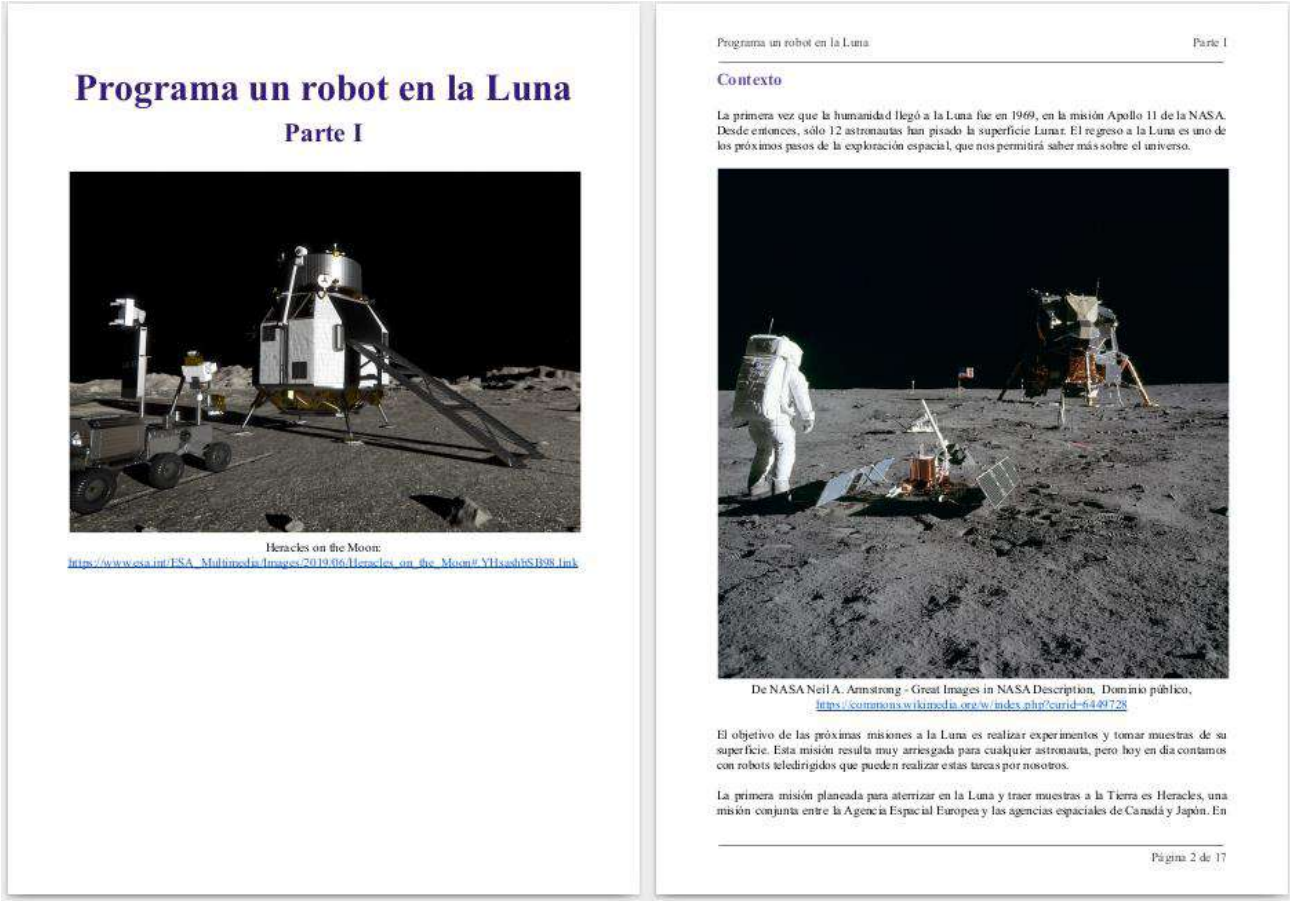 Programa un robot en la Luna
Parte I
Heracles on the Moon:
https://www.esa.int/ESA_Multimedia/Images/2019/06/Heracles_on_the_Moon#.YHsashbSB98.link
Programa un robot en la Luna Parte I
Contexto
La primera vez que la humanidad llegó a la Luna fue en 1969, en la misión Apollo 11 de la NASA.
Desde entonces, sólo 12 astronautas han pisado la superficie Lunar. El regreso a la Luna es uno de
los próximos pasos de la exploración espacial, que nos permitirá saber más sobre el universo.
De NASA Neil A. Armstrong - Great Images in NASA Description, Dominio público,
https://commons.wikimedia.org/w/index.php?curid=6449728
El objetivo de las próximas misiones a la Luna es realizar experimentos y tomar muestras de su
superficie. Esta misión resulta muy arriesgada para cualquier astronauta, pero hoy en día contamos
con robots teledirigidos que pueden realizar estas tareas por nosotros.
La primera misión planeada para aterrizar en la Luna y traer muestras a la Tierra es Heracles, una
misión conjunta entre la Agencia Espacial Europea y las agencias espaciales de Canadá y Japón. En
Página 2 de 17